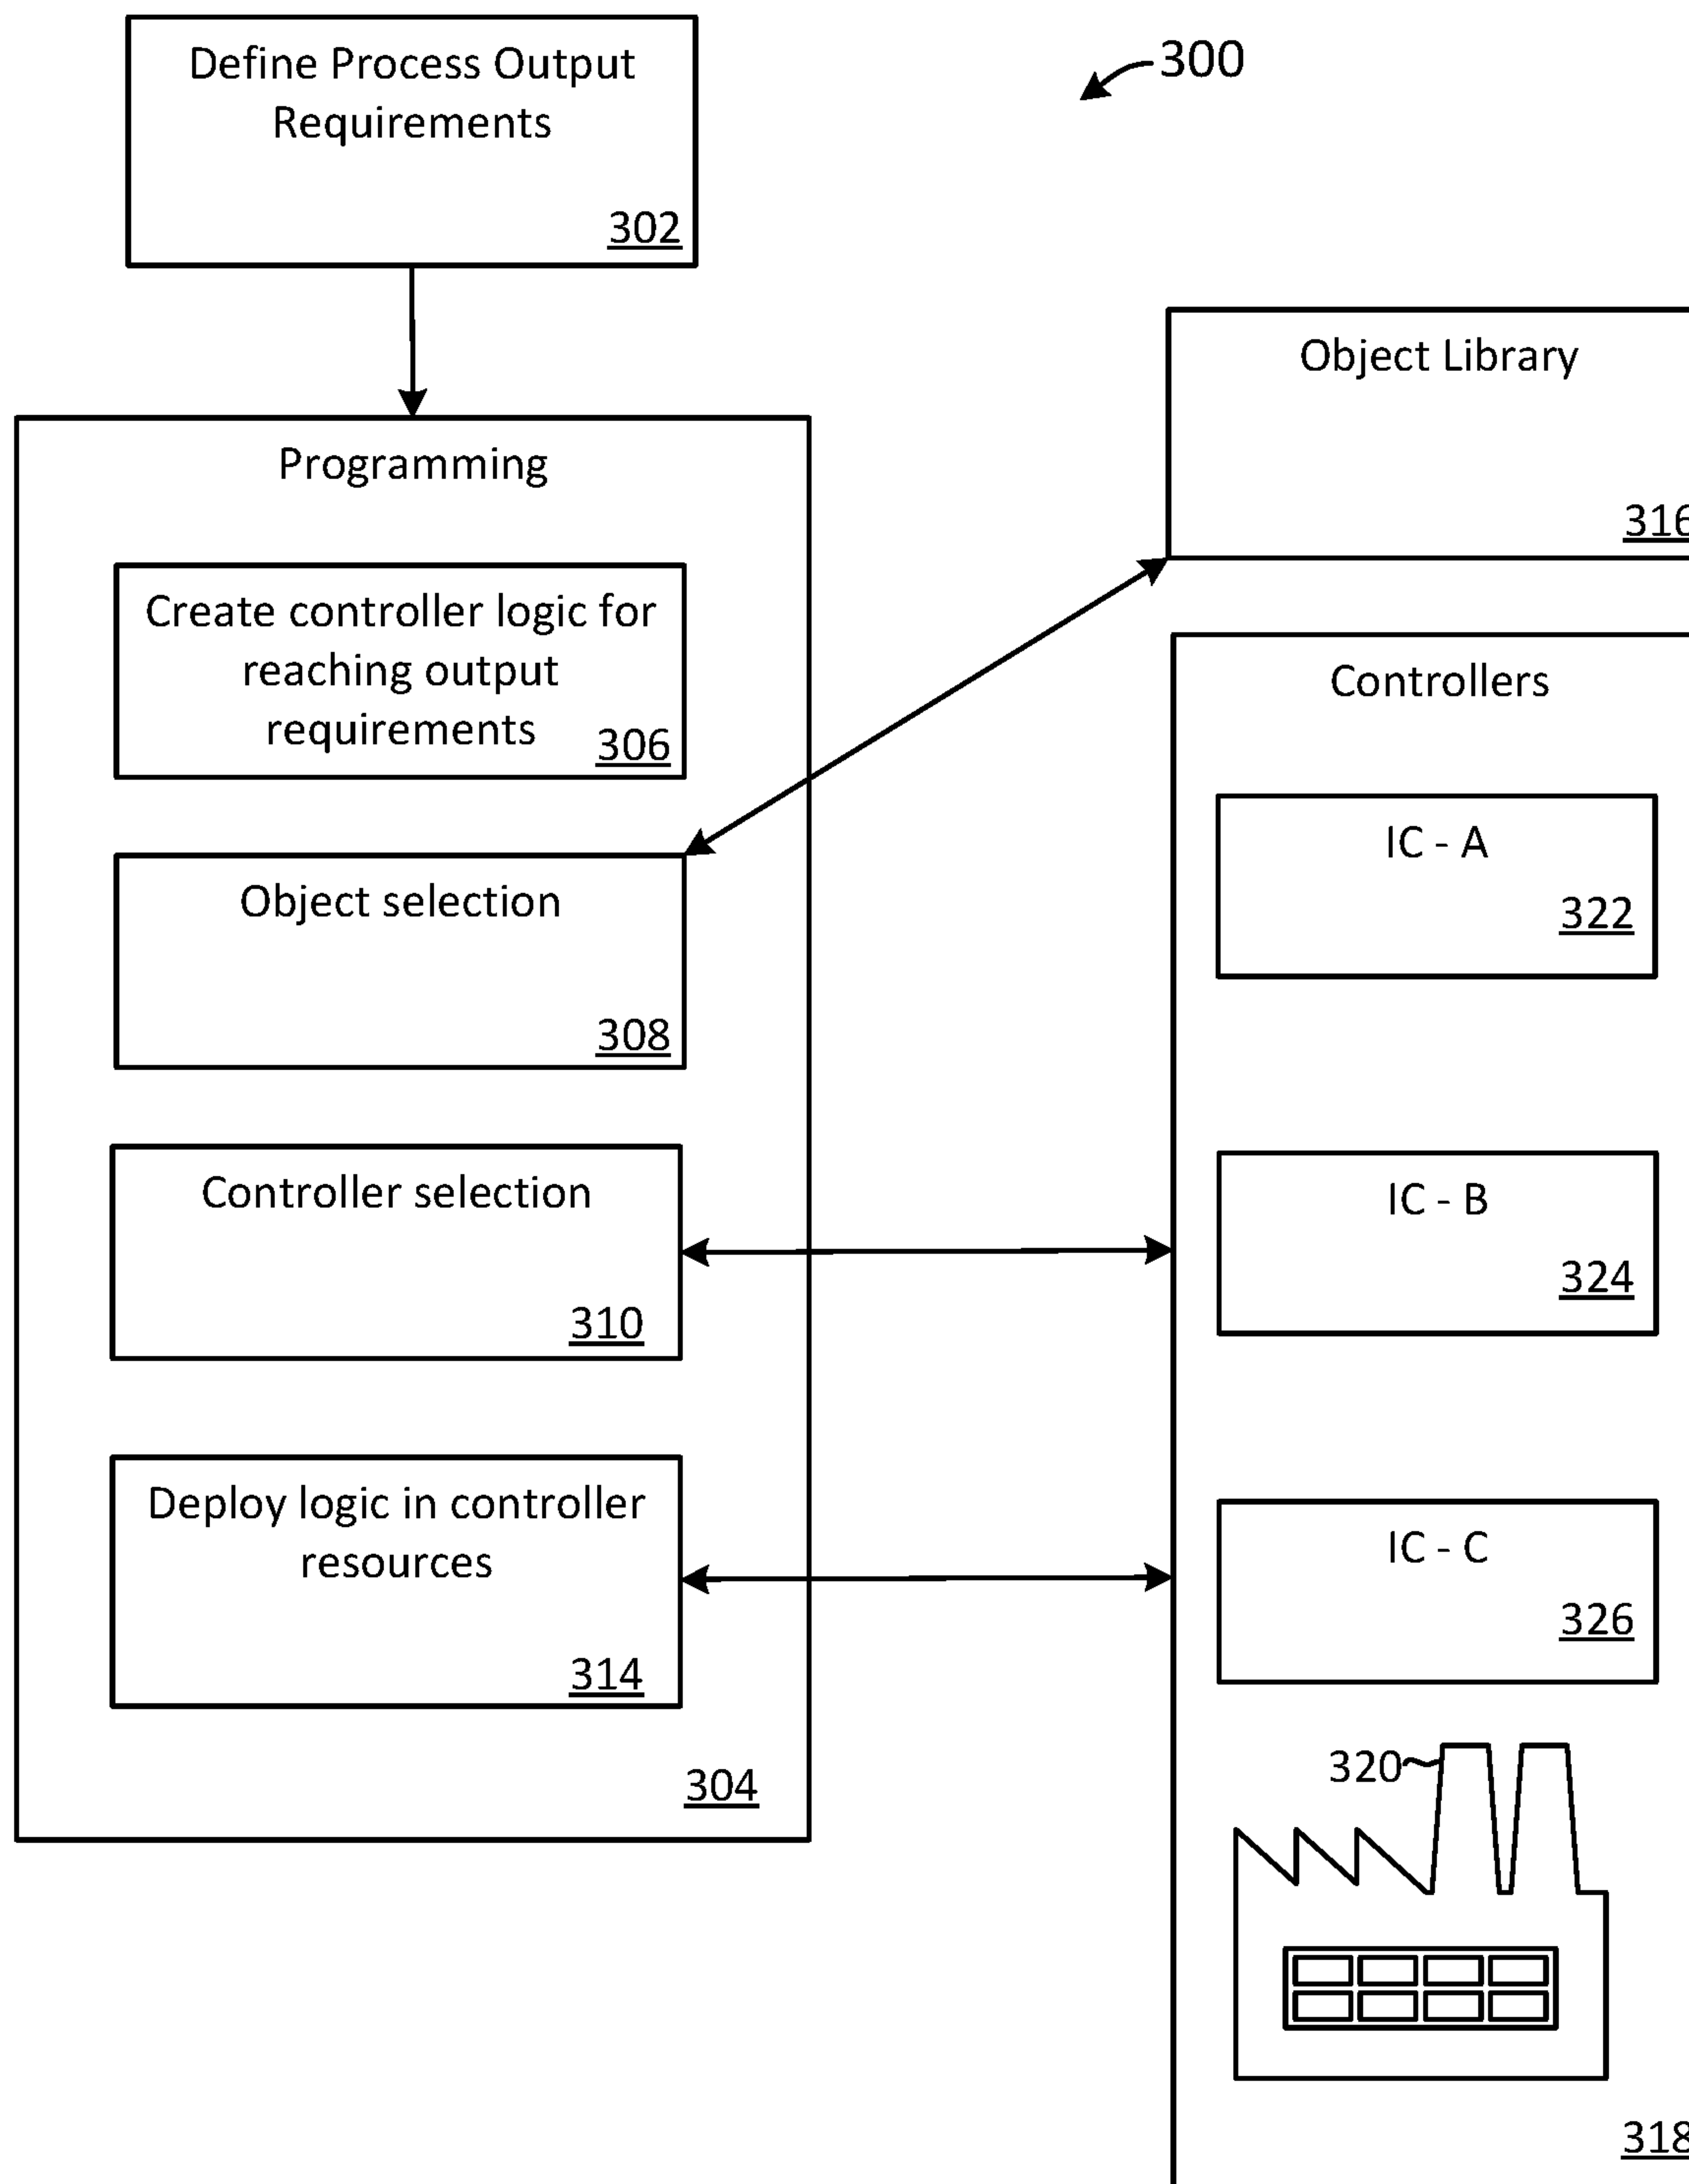 Define Process Output
Requirements
302
300
Programming
Create controller logic for
reaching output
requirements
306
Object selection
308
Controller selection
310
Deploy logic in controller
resources
314
304
Object Library
316
Controllers
IC - A
322
IC - B
324
IC - C
326
320
318